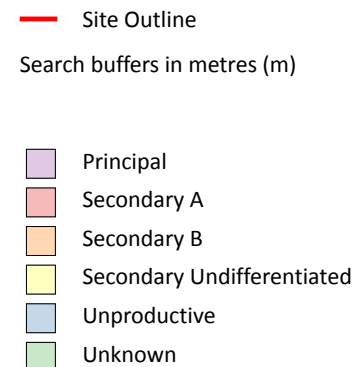 Site Outline
Search buffers in metres (m)
Principal
Secondary A
Secondary B
Secondary Undifferentiated
Unproductive
Unknown